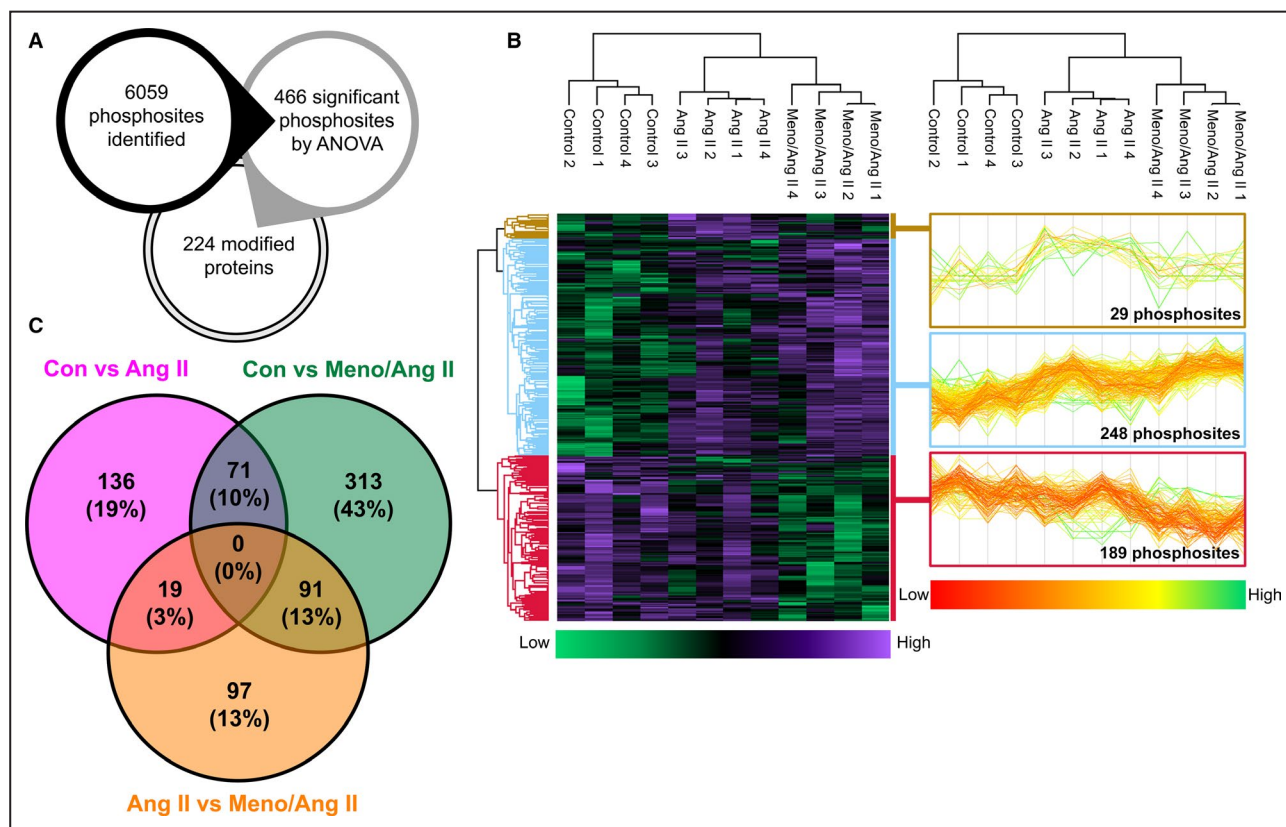 A
6059
phosphosites
identified
466 significant
phosphosites
by ANOVA
224 modified
proteins
B
Control 2
Control 1
Control 4
Control 3
Ang II 3
Ang II 2
Ang II 1
Ang II 4
Meno/Ang II 4
Meno/Ang II 3
Meno/Ang II 2
Meno/Ang II 1
Control 2
Control 1
Control 4
Control 3
Ang II 3
Ang II 2
Ang II 1
Ang II 4
Meno/Ang II 4
Meno/Ang II 3
Meno/Ang II 2
Meno/Ang II 1
29 phosphosites
248 phosphosites
189 phosphosites
Low
High
Low
High
C
Con vs Ang II
Con vs Meno/Ang II
136
(19%)
71
(10%)
313
(43%)
0
(0%)
19
(3%)
91
(13%)
97
(13%)
Ang II vs Meno/Ang II